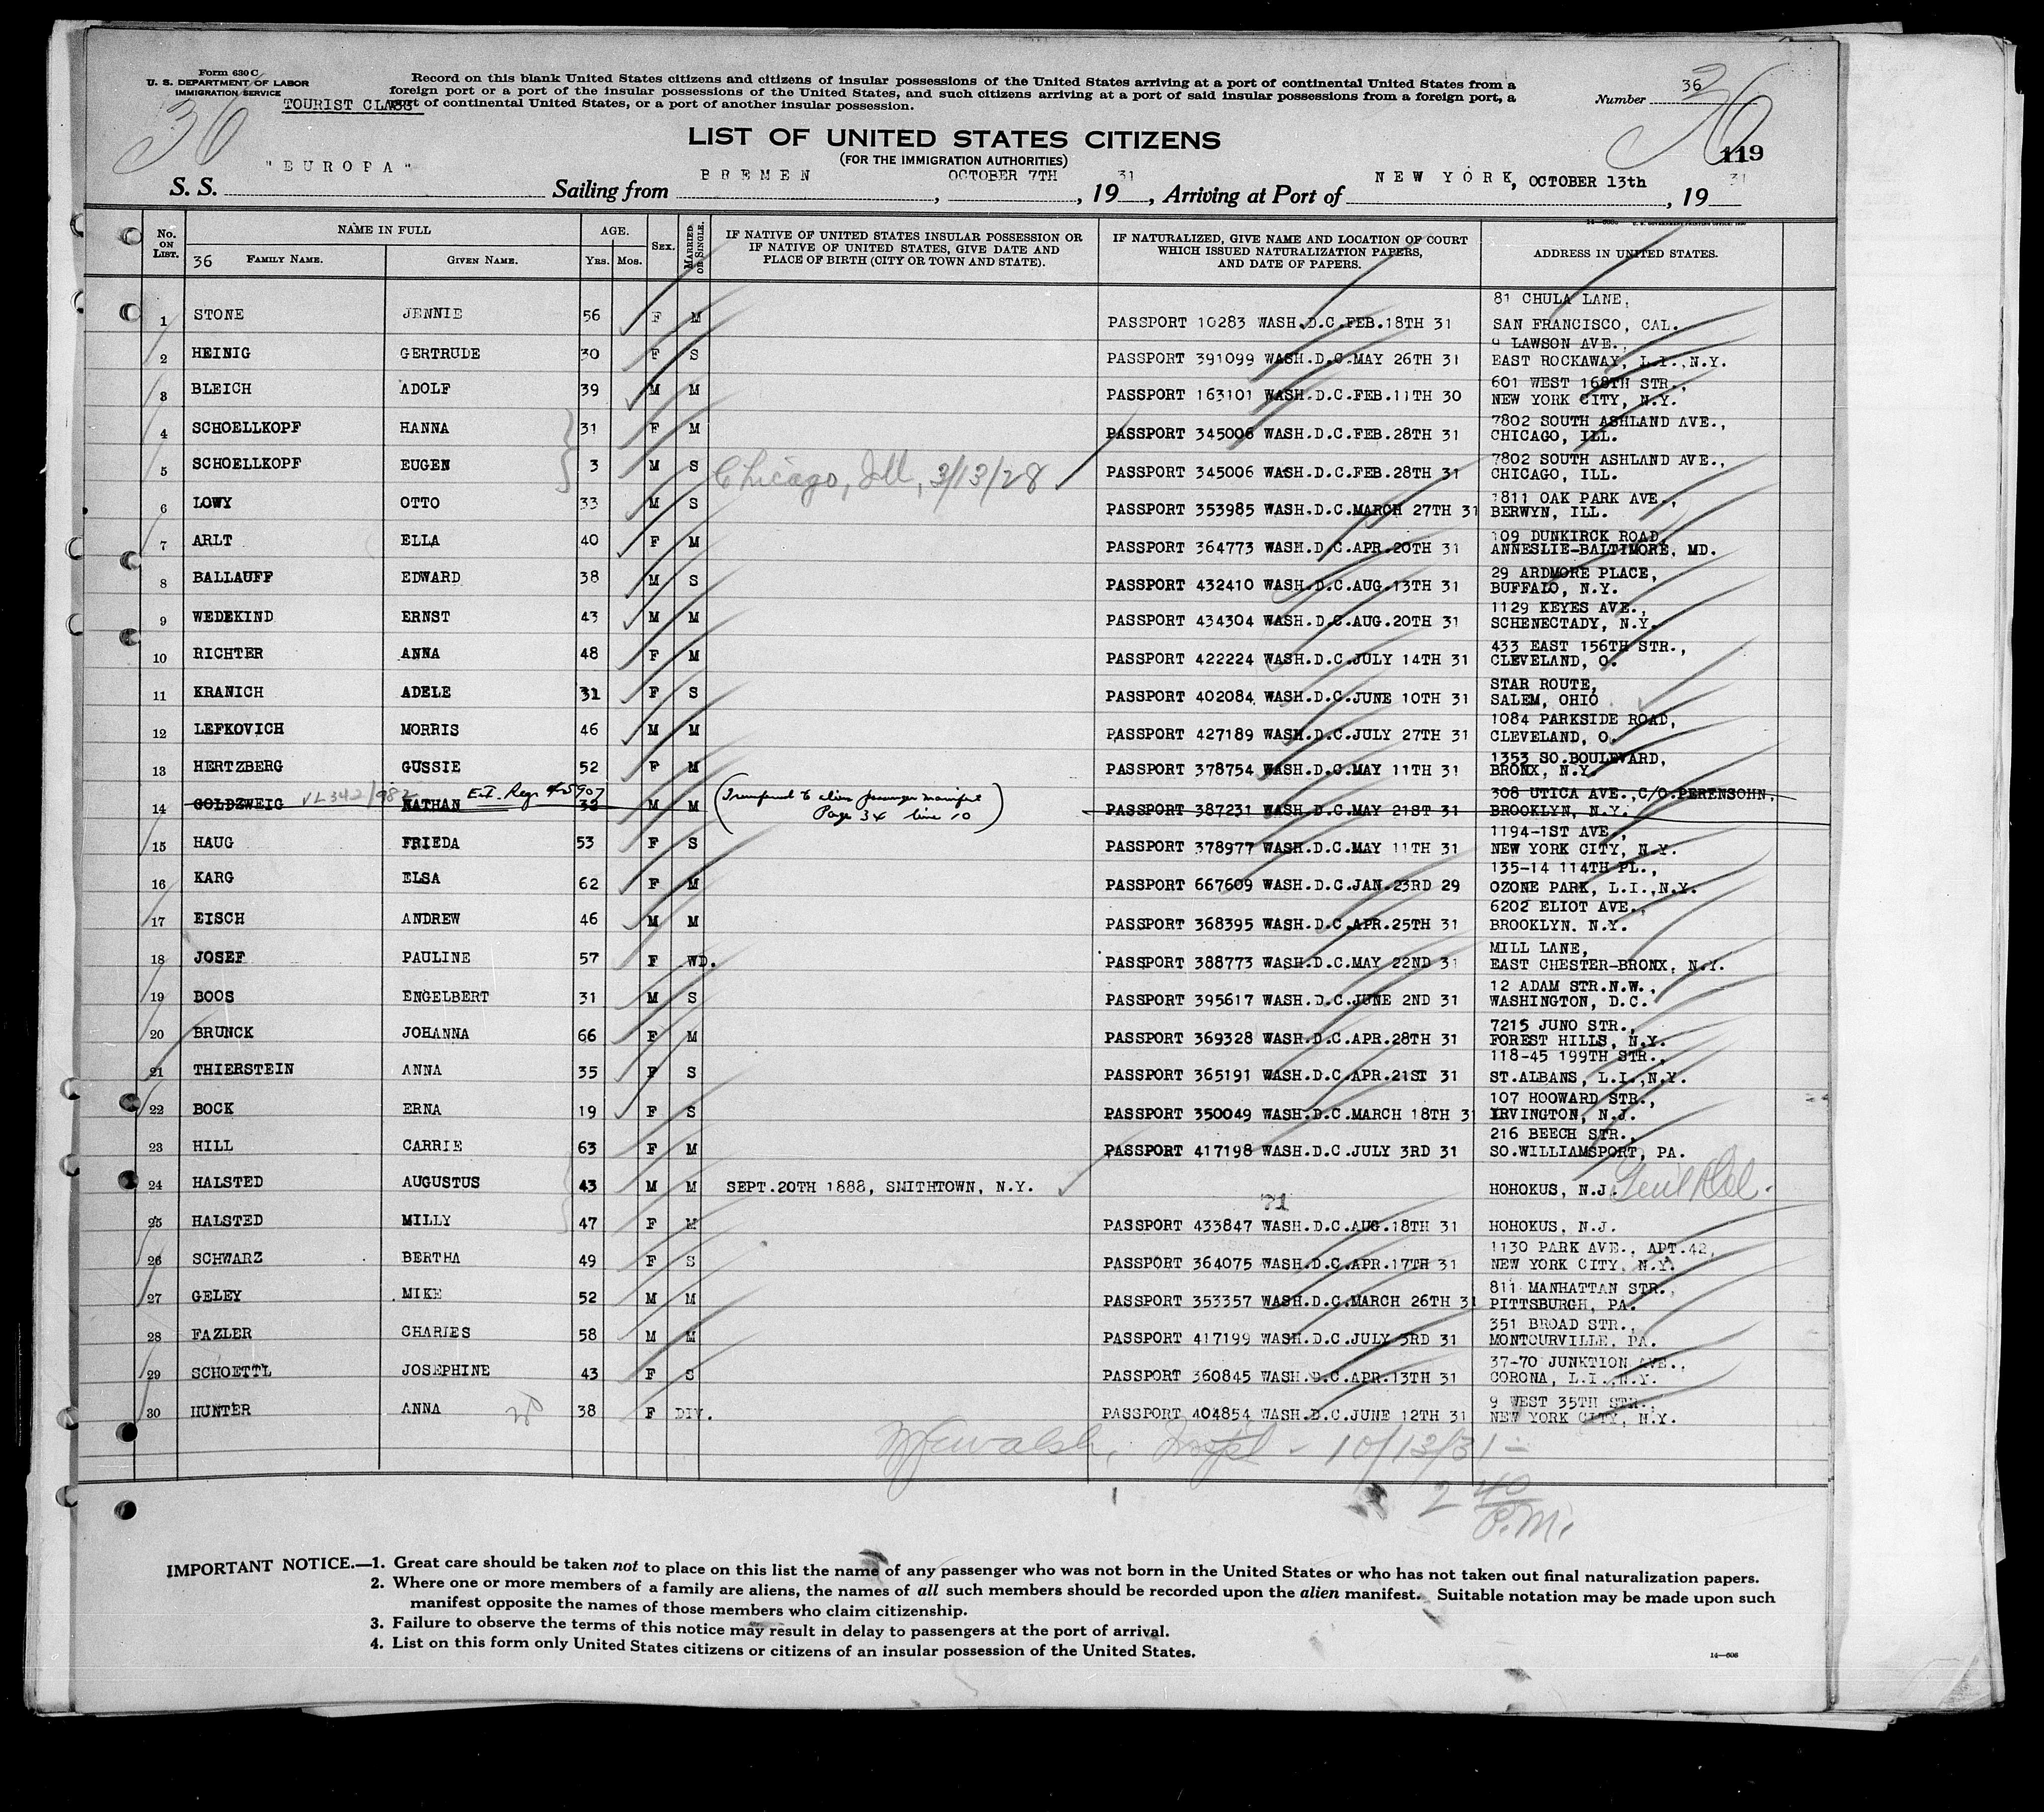 Form 630 C
U. S. DEPARTMENT OF LABOR
IMMIGRATION SERVICE
TOURIST CLASS
36
Record on this blank United States citizens and citizens of insular possessions of the United States arriving at a port of continental United States from a
foreign port or a port of the insular possessions of the United States, and such citizens arriving at a port of said insular possessions from a foreign port, a
port of continental United States, or a port of another insular possession.
Number 36
36
119
LIST OF UNITED STATES CITIZENS
(FOR THE IMMIGRATION AUTHORITIES)
S. S. "EUROPA" Sailing from BREMEN, OCTOBER 7TH, 1931, Arriving at Port of NEW YORK, OCTOBER 13th, 1931
No. ON LIST. NAME IN FULL AGE. SEX. MARRIED OR SINGLE. IF NATIVE OF UNITED STATES INSULAR POSSESSION OR IF NATIVE OF UNITED STATES, GIVE DATE AND PLACE OF BIRTH (CITY OR TOWN AND STATE). IF NATURALIZED, GIVE NAME AND LOCATION OF COURT WHICH ISSUED NATURALIZATION PAPERS, AND DATE OF PAPERS. ADDRESS IN UNITED STATES.
36 FAMILY NAME. GIVEN NAME. Yrs. Mos.
1 STONE JENNIE 56 F M PASSPORT 10283 WASH.D.C.FEB.18TH 31 81 CHULA LANE, SAN FRANCISCO, CAL.
2 HEINIG GERTRUDE 30 F S PASSPORT 391099 WASH.D.C.MAY 26TH 31 9 LAWSON AVE., EAST ROCKAWAY, L.I.,N.Y.
3 BLEICH ADOLF 39 M M PASSPORT 163101 WASH.D.C.FEB.11TH 30 601 WEST 168TH STR., NEW YORK CITY, N.Y.
4 SCHOELLKOPF HANNA 31 F M PASSPORT 345006 WASH.D.C.FEB.28TH 31 7802 SOUTH ASHLAND AVE., CHICAGO, ILL.
5 SCHOELLKOPF EUGEN 3 M S Chicago, Ill, 3/13/28 PASSPORT 345006 WASH.D.C.FEB.28TH 31 7802 SOUTH ASHLAND AVE., CHICAGO, ILL.
6 LOWY OTTO 33 M S PASSPORT 353985 WASH.D.C.MARCH 27TH 31 1811 OAK PARK AVE., BERWYN, ILL.
7 ARLT ELLA 40 F M PASSPORT 364773 WASH.D.C.APR.20TH 31 109 DUNKIRCK ROAD, ANNESLIE-BALTIMORE, MD.
8 BALLAUFF EDWARD 38 M S PASSPORT 432410 WASH.D.C.AUG.13TH 31 29 ARDMORE PLACE, BUFFALO, N.Y.
9 WEDEKIND ERNST 43 M M PASSPORT 434304 WASH.D.C.AUG.20TH 31 1129 KEYES AVE., SCHENECTADY, N.Y.
10 RICHTER ANNA 48 F M PASSPORT 422224 WASH.D.C.JULY 14TH 31 433 EAST 156TH STR., CLEVELAND, O.
11 KRANICH ADELE 31 F S PASSPORT 402084 WASH.D.C.JUNE 10TH 31 STAR ROUTE, SALEM, OHIO
12 LEFKOVICH MORRIS 46 M M PASSPORT 427189 WASH.D.C.JULY 27TH 31 1084 PARKSIDE ROAD, CLEVELAND, O.
13 HERTZBERG GUSSIE 52 F M PASSPORT 378754 WASH.D.C.MAY 11TH 31 1353 SO.BOULEVARD, BRONX, N.Y.
14 GOLDZWEIG NATHAN E.I. Regs 32 M M (Transferred to alien passenger manifest Page 34 line 10) PASSPORT 387231 WASH.D.C.MAY 21ST 31 308 UTICA AVE.,C/O.PERENSOHN, BROOKLYN, N.Y.
15 HAUG FRIEDA 53 F S PASSPORT 378977 WASH.D.C.MAY 11TH 31 1194-1ST AVE., NEW YORK CITY, N.Y.
16 KARG ELSA 62 F M PASSPORT 667609 WASH.D.C.JAN.23RD 29 135-14 114TH PL., OZONE PARK, L.I.,N.Y.
17 EISCH ANDREW 46 M M PASSPORT 368395 WASH.D.C.APR.25TH 31 6202 ELIOT AVE., BROOKLYN. N.Y.
18 JOSEF PAULINE 57 F WD. PASSPORT 388773 WASH.D.C.MAY 22ND 31 MILL LANE, EAST CHESTER-BRONX, N.Y.
19 BOOS ENGELBERT 31 M S PASSPORT 395617 WASH.D.C.JUNE 2ND 31 12 ADAM STR.N.W., WASHINGTON, D.C.
20 BRUNCK JOHANNA 66 F M PASSPORT 369328 WASH.D.C.APR.28TH 31 7215 JUNO STR., FOREST HILLS, N.Y.
21 THIERSTEIN ANNA 35 F S PASSPORT 365191 WASH.D.C.APR.21ST 31 118-45 199TH STR., ST.ALBANS, L.I.,N.Y.
22 BOCK ERNA 19 F S PASSPORT 350049 WASH.D.C.MARCH 18TH 31 107 HOOWARD STR., IRVINGTON, N.J.
23 HILL CARRIE 63 F M PASSPORT 417198 WASH.D.C.JULY 3RD 31 216 BEECH STR., SO.WILLIAMSPORT, PA.
24 HALSTED AUGUSTUS 43 M M SEPT.20TH 1888, SMITHTOWN, N.Y. HOHOKUS, N.J.
25 HALSTED MILLY 47 F M PASSPORT 433847 WASH.D.C.AUG.18TH 31 HOHOKUS, N.J.
26 SCHWARZ BERTHA 49 F S PASSPORT 364075 WASH.D.C.APR.17TH 31 1130 PARK AVE., APT.42, NEW YORK CITY, N.Y.
27 GELEY MIKE 52 M M PASSPORT 353357 WASH.D.C.MARCH 26TH 31 811 MANHATTAN STR., PITTSBURGH, PA.
28 FAZLER CHARLES 58 M M PASSPORT 417199 WASH.D.C.JULY 3RD 31 351 BROAD STR., MONTOURVILLE, PA.
29 SCHOETTL JOSEPHINE 43 F S PASSPORT 360845 WASH.D.C.APR.13TH 31 37-70 JUNKTION AVE., CORONA, L.I.,N.Y.
30 HUNTER ANNA 38 F DIV. PASSPORT 404854 WASH.D.C.JUNE 12TH 31 9 WEST 35TH STR., NEW YORK CITY, N.Y.
10/13/31
2 40 P.M.
IMPORTANT NOTICE.—1. Great care should be taken not to place on this list the name of any passenger who was not born in the United States or who has not taken out final naturalization papers.
2. Where one or more members of a family are aliens, the names of all such members should be recorded upon the alien manifest. Suitable notation may be made upon such
manifest opposite the names of those members who claim citizenship.
3. Failure to observe the terms of this notice may result in delay to passengers at the port of arrival.
4. List on this form only United States citizens or citizens of an insular possession of the United States.